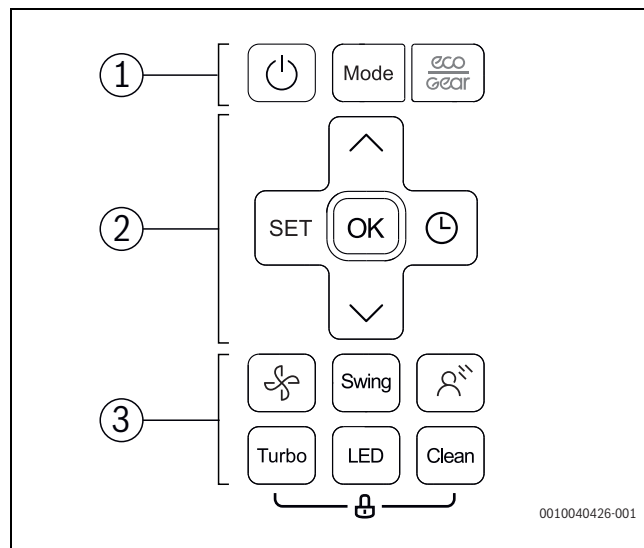 1
Mode
eco
Gear
2
SET
OK
3
Swing
Turbo
LED
Clean
0010040426-001